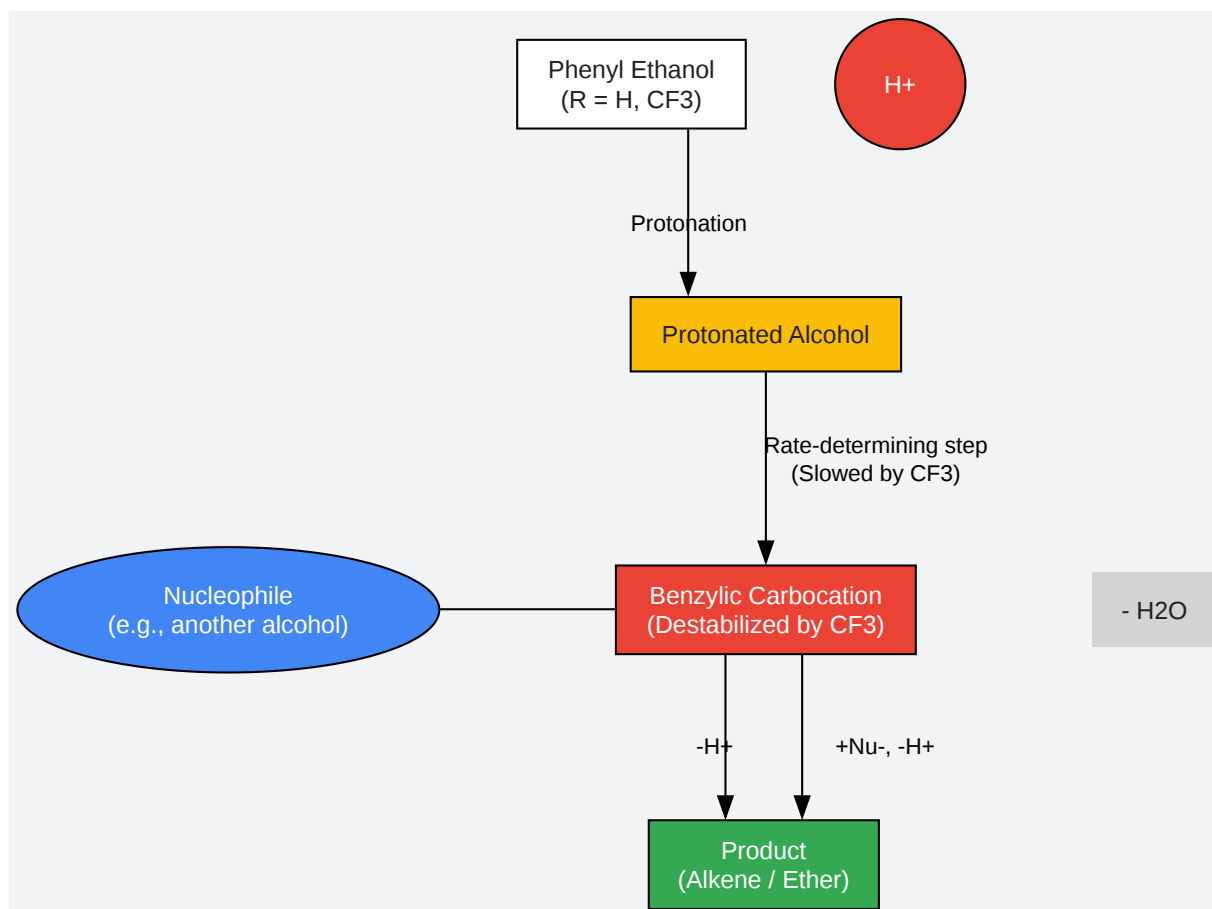 Phenyl Ethanol
(R = H, CF3)
H+
Protonation
Protonated Alcohol
Rate-determining step
(Slowed by CF3)
Nucleophile
(e.g., another alcohol)
Benzylic Carbocation
(Destabilized by CF3)
- H2O
-H+
+Nu-, -H+
Product
(Alkene / Ether)